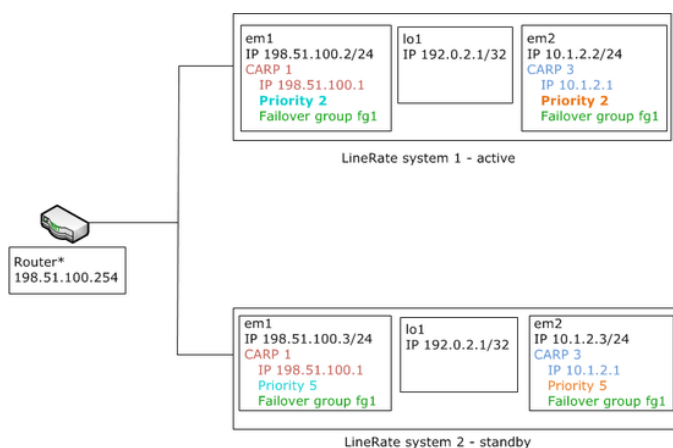 em1
IP 198.51.100.2/24
CARP 1
IP 198.51.100.1
Priority 2
Failover group fg1
lo1
IP 192.0.2.1/32
em2
IP 10.1.2.2/24
CARP 3
IP 10.1.2.1
Priority 2
Failover group fg1
LineRate system 1 - active
Router*
198.51.100.254
em1
IP 198.51.100.3/24
CARP 1
IP 198.51.100.1
Priority 5
Failover group fg1
lo1
IP 192.0.2.1/32
em2
IP 10.1.2.3/24
CARP 3
IP 10.1.2.1
Priority 5
Failover group fg1
LineRate system 2 - standby